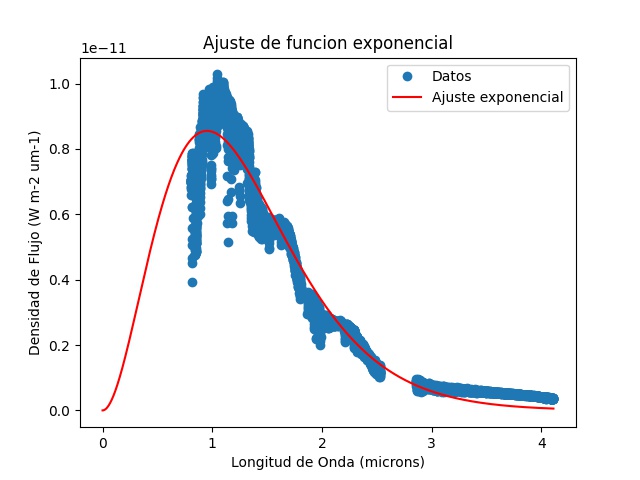 Ajuste de funcion exponencial
1e−11
Datos
Ajuste exponencial
1.0
0.8
0.6
0.4
0.2
0.0
Densidad de Flujo (W m-2 um-1)
0 1 2 3 4
Longitud de Onda (microns)